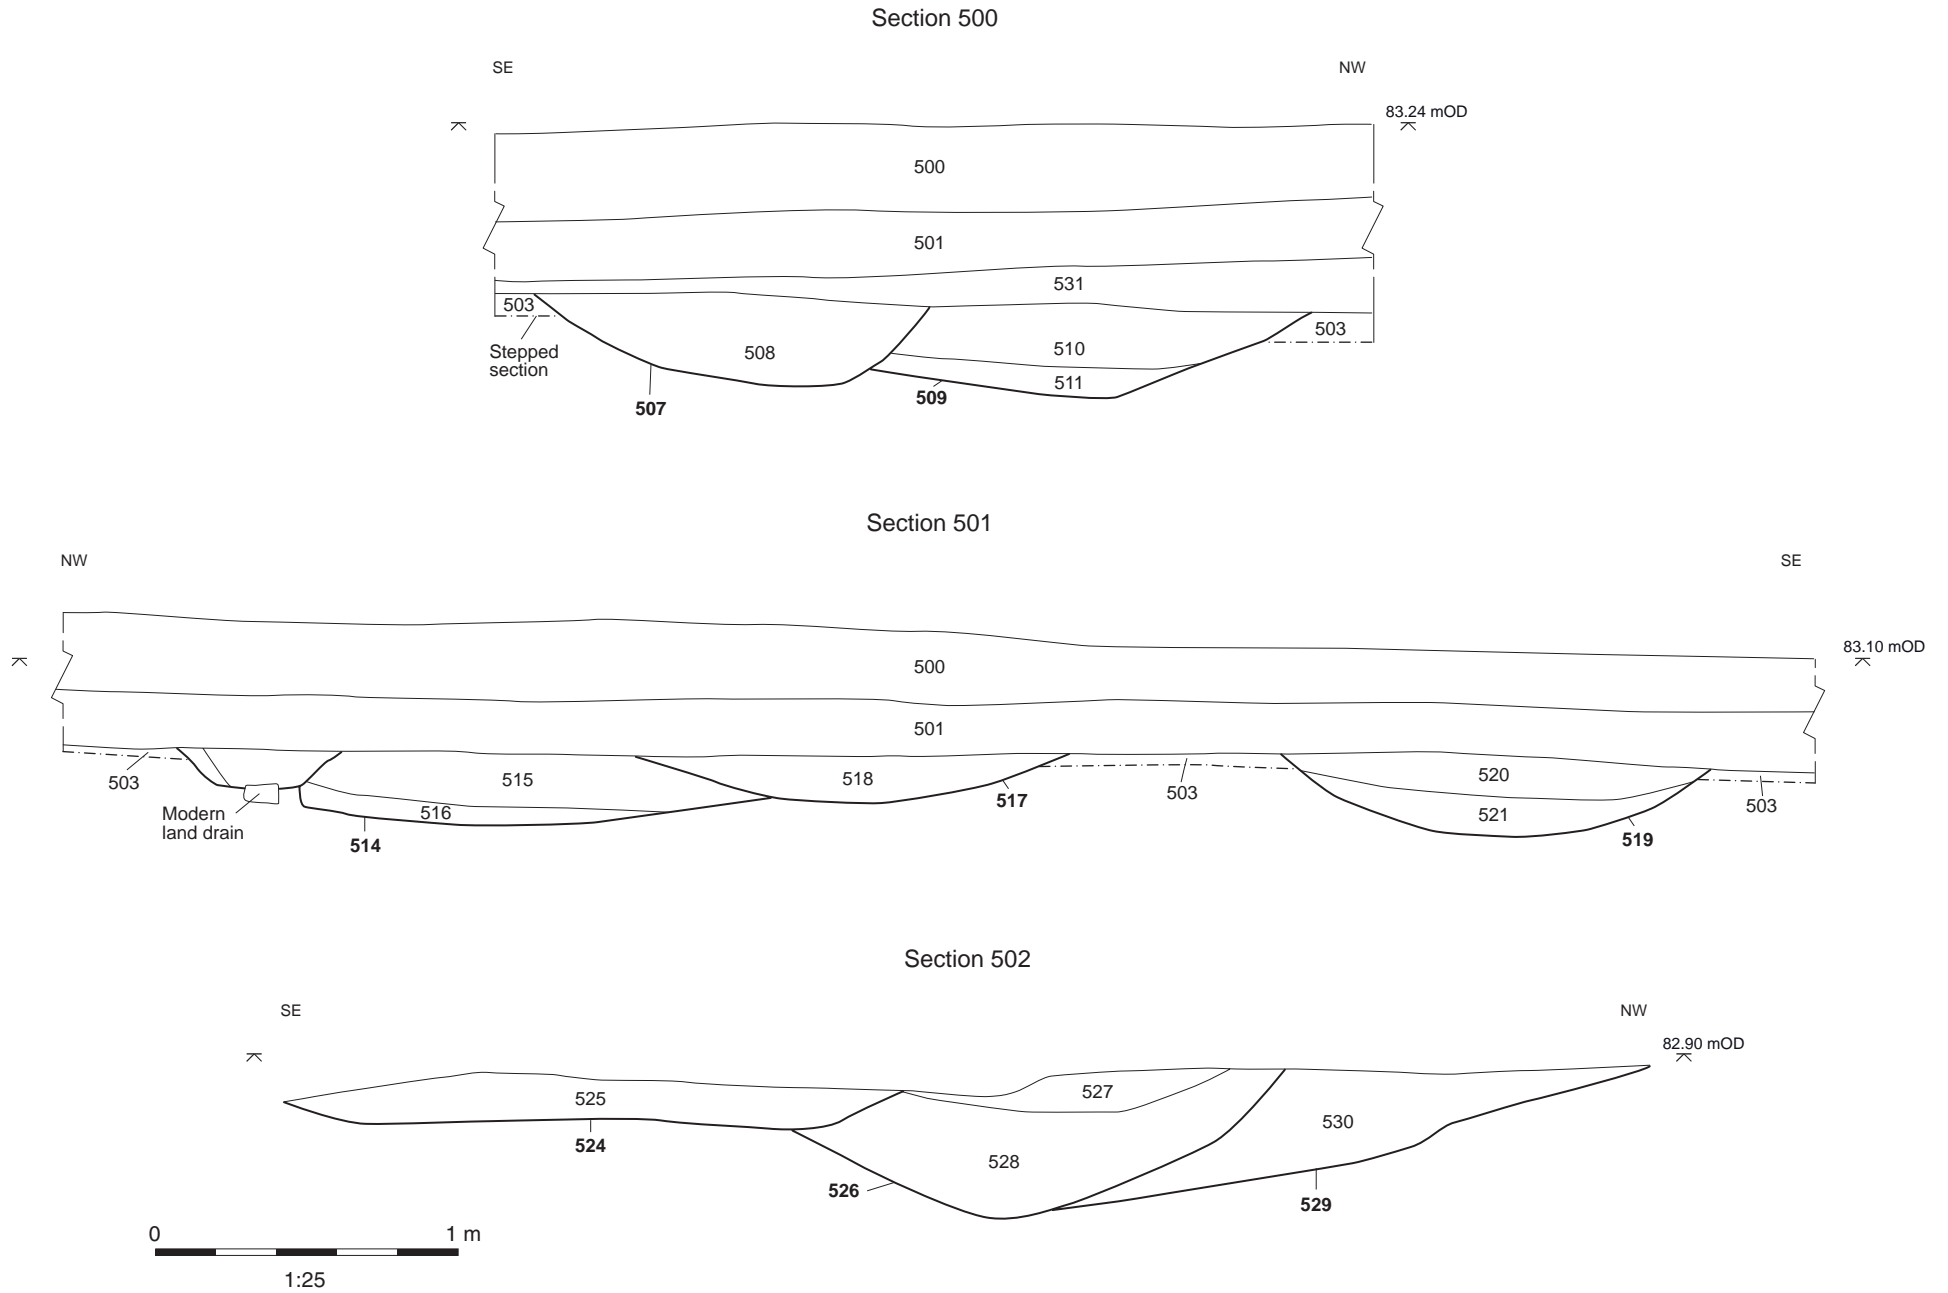 Section 500
SE
NW
83.24 mOD
500
501
531
503
503
Stepped
section
508
510
511
507
509
Section 501
NW
SE
83.10 mOD
500
501
503
515
518
503
520
503
516
517
521
Modern
land drain
514
519
Section 502
SE
NW
82.90 mOD
525
527
530
524
528
526
529
0
1 m
1:25